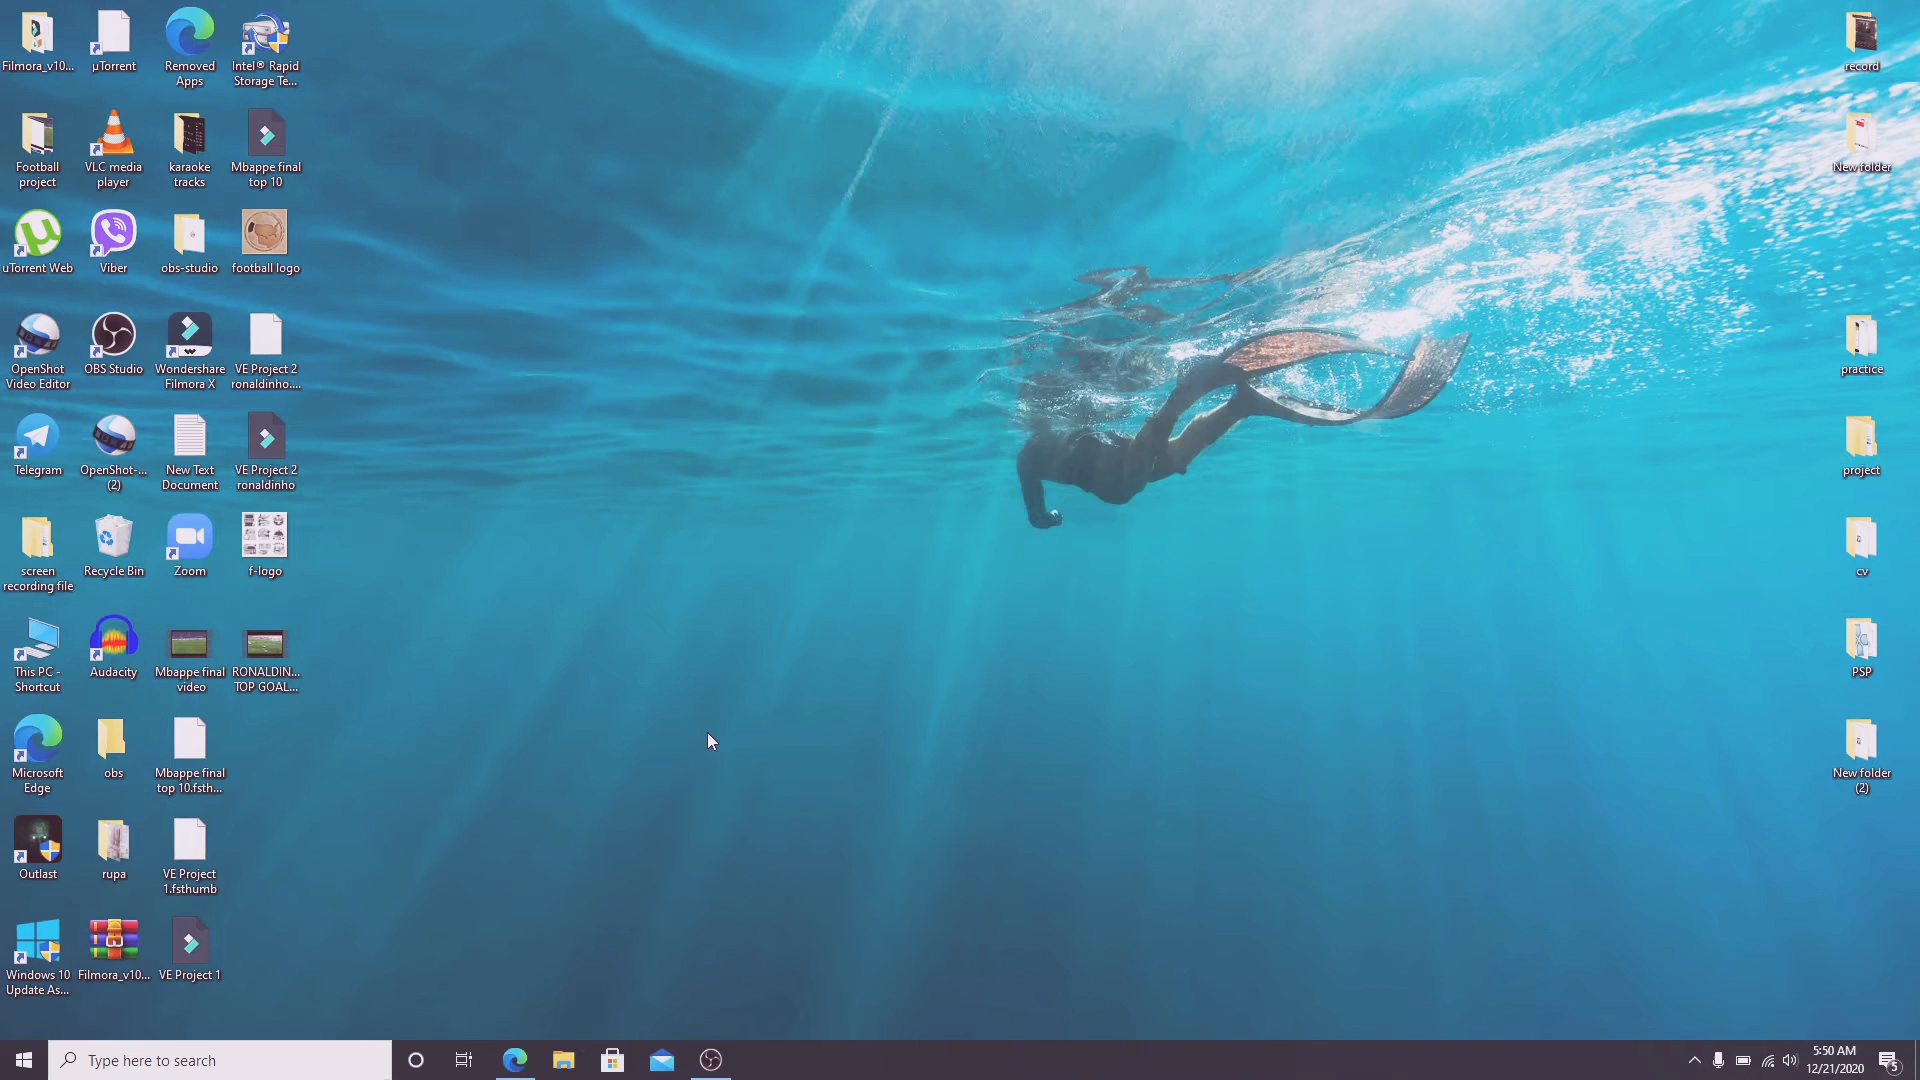 Filmora_v10...
µTorrent
Removed
Apps
Intel® Rapid
Storage Te...
Football
project
VLC media
player
karaoke
tracks
Mbappe final
top 10
uTorrent Web
Viber
obs-studio
football logo
OpenShot
Video Editor
OBS Studio
Wondershare
Filmora X
VE Project 2
ronaldinho....
Telegram
OpenShot-...
(2)
New Text
Document
VE Project 2
ronaldinho
screen
recording file
Recycle Bin
Zoom
f-logo
This PC -
Shortcut
Audacity
Mbappe final
video
RONALDIN...
TOP GOAL...
Microsoft
Edge
obs
Mbappe final
top 10.fsth...
Outlast
rupa
VE Project
1.fsthumb
Windows 10
Update As...
Filmora_v10...
VE Project 1
record
New folder
practice
project
cv
PSP
New folder
(2)
Type here to search
5:50 AM
12/21/2020
5